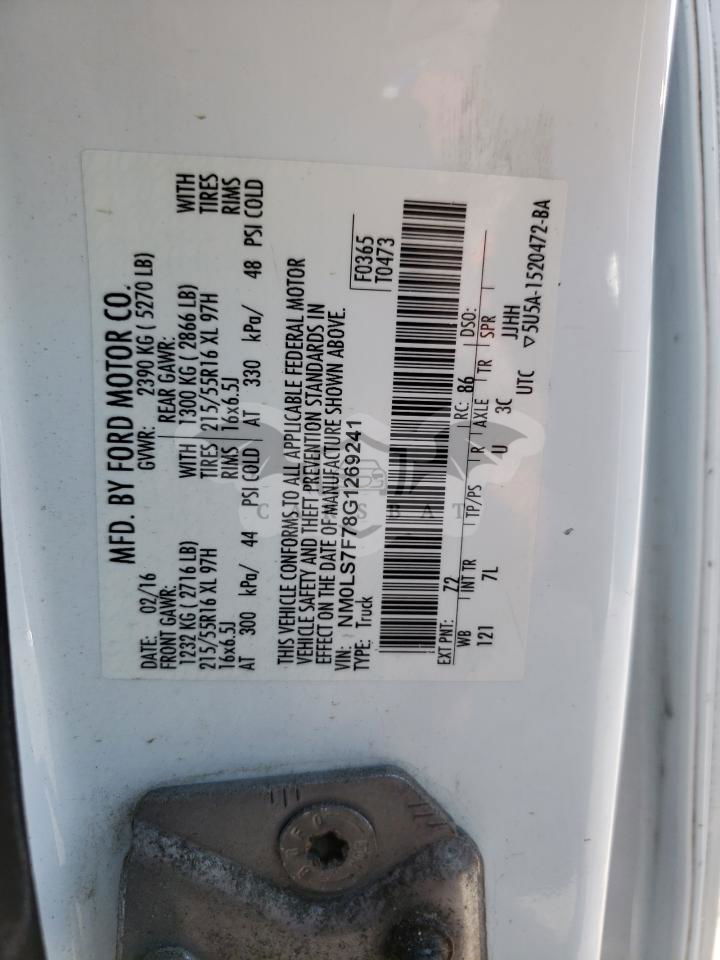 MFD. BY FORD MOTOR CO.
DATE: 02/16 GVWR: 2390 KG ( 5270 LB)
FRONT GAWR: REAR GAWR:
1232 KG ( 2716 LB) WITH 1300 KG ( 2866 LB) WITH
215/55R16 XL 97H TIRES 215/55R16 XL 97H TIRES
16x6.5J RIMS 16x6.5J RIMS
AT 300 kPa/ 44 PSI COLD AT 330 kPa/ 48 PSI COLD
THIS VEHICLE CONFORMS TO ALL APPLICABLE FEDERAL MOTOR
VEHICLE SAFETY AND THEFT PREVENTION STANDARDS IN
EFFECT ON THE DATE OF MANUFACTURE SHOWN ABOVE.
VIN: NM0LS7F78G1269241 F0365
TYPE: Truck T0473
EXT PNT: 72 RC: 86 DSO:
WB INT TR TP/PS R AXLE TR SPR
121 7L U 3C JJHH
UTC ▽5U5A-1520472-BA